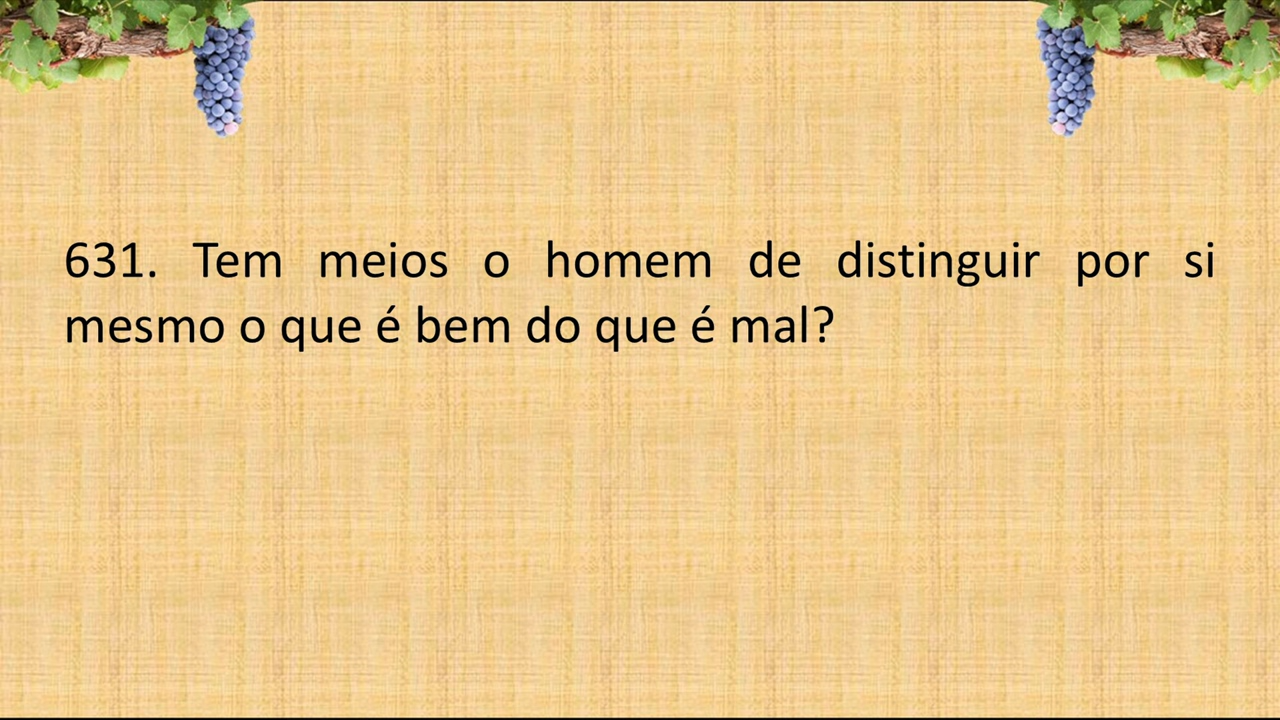 631. Tem meios o homem de distinguir por si
mesmo o que é bem do que é mal?